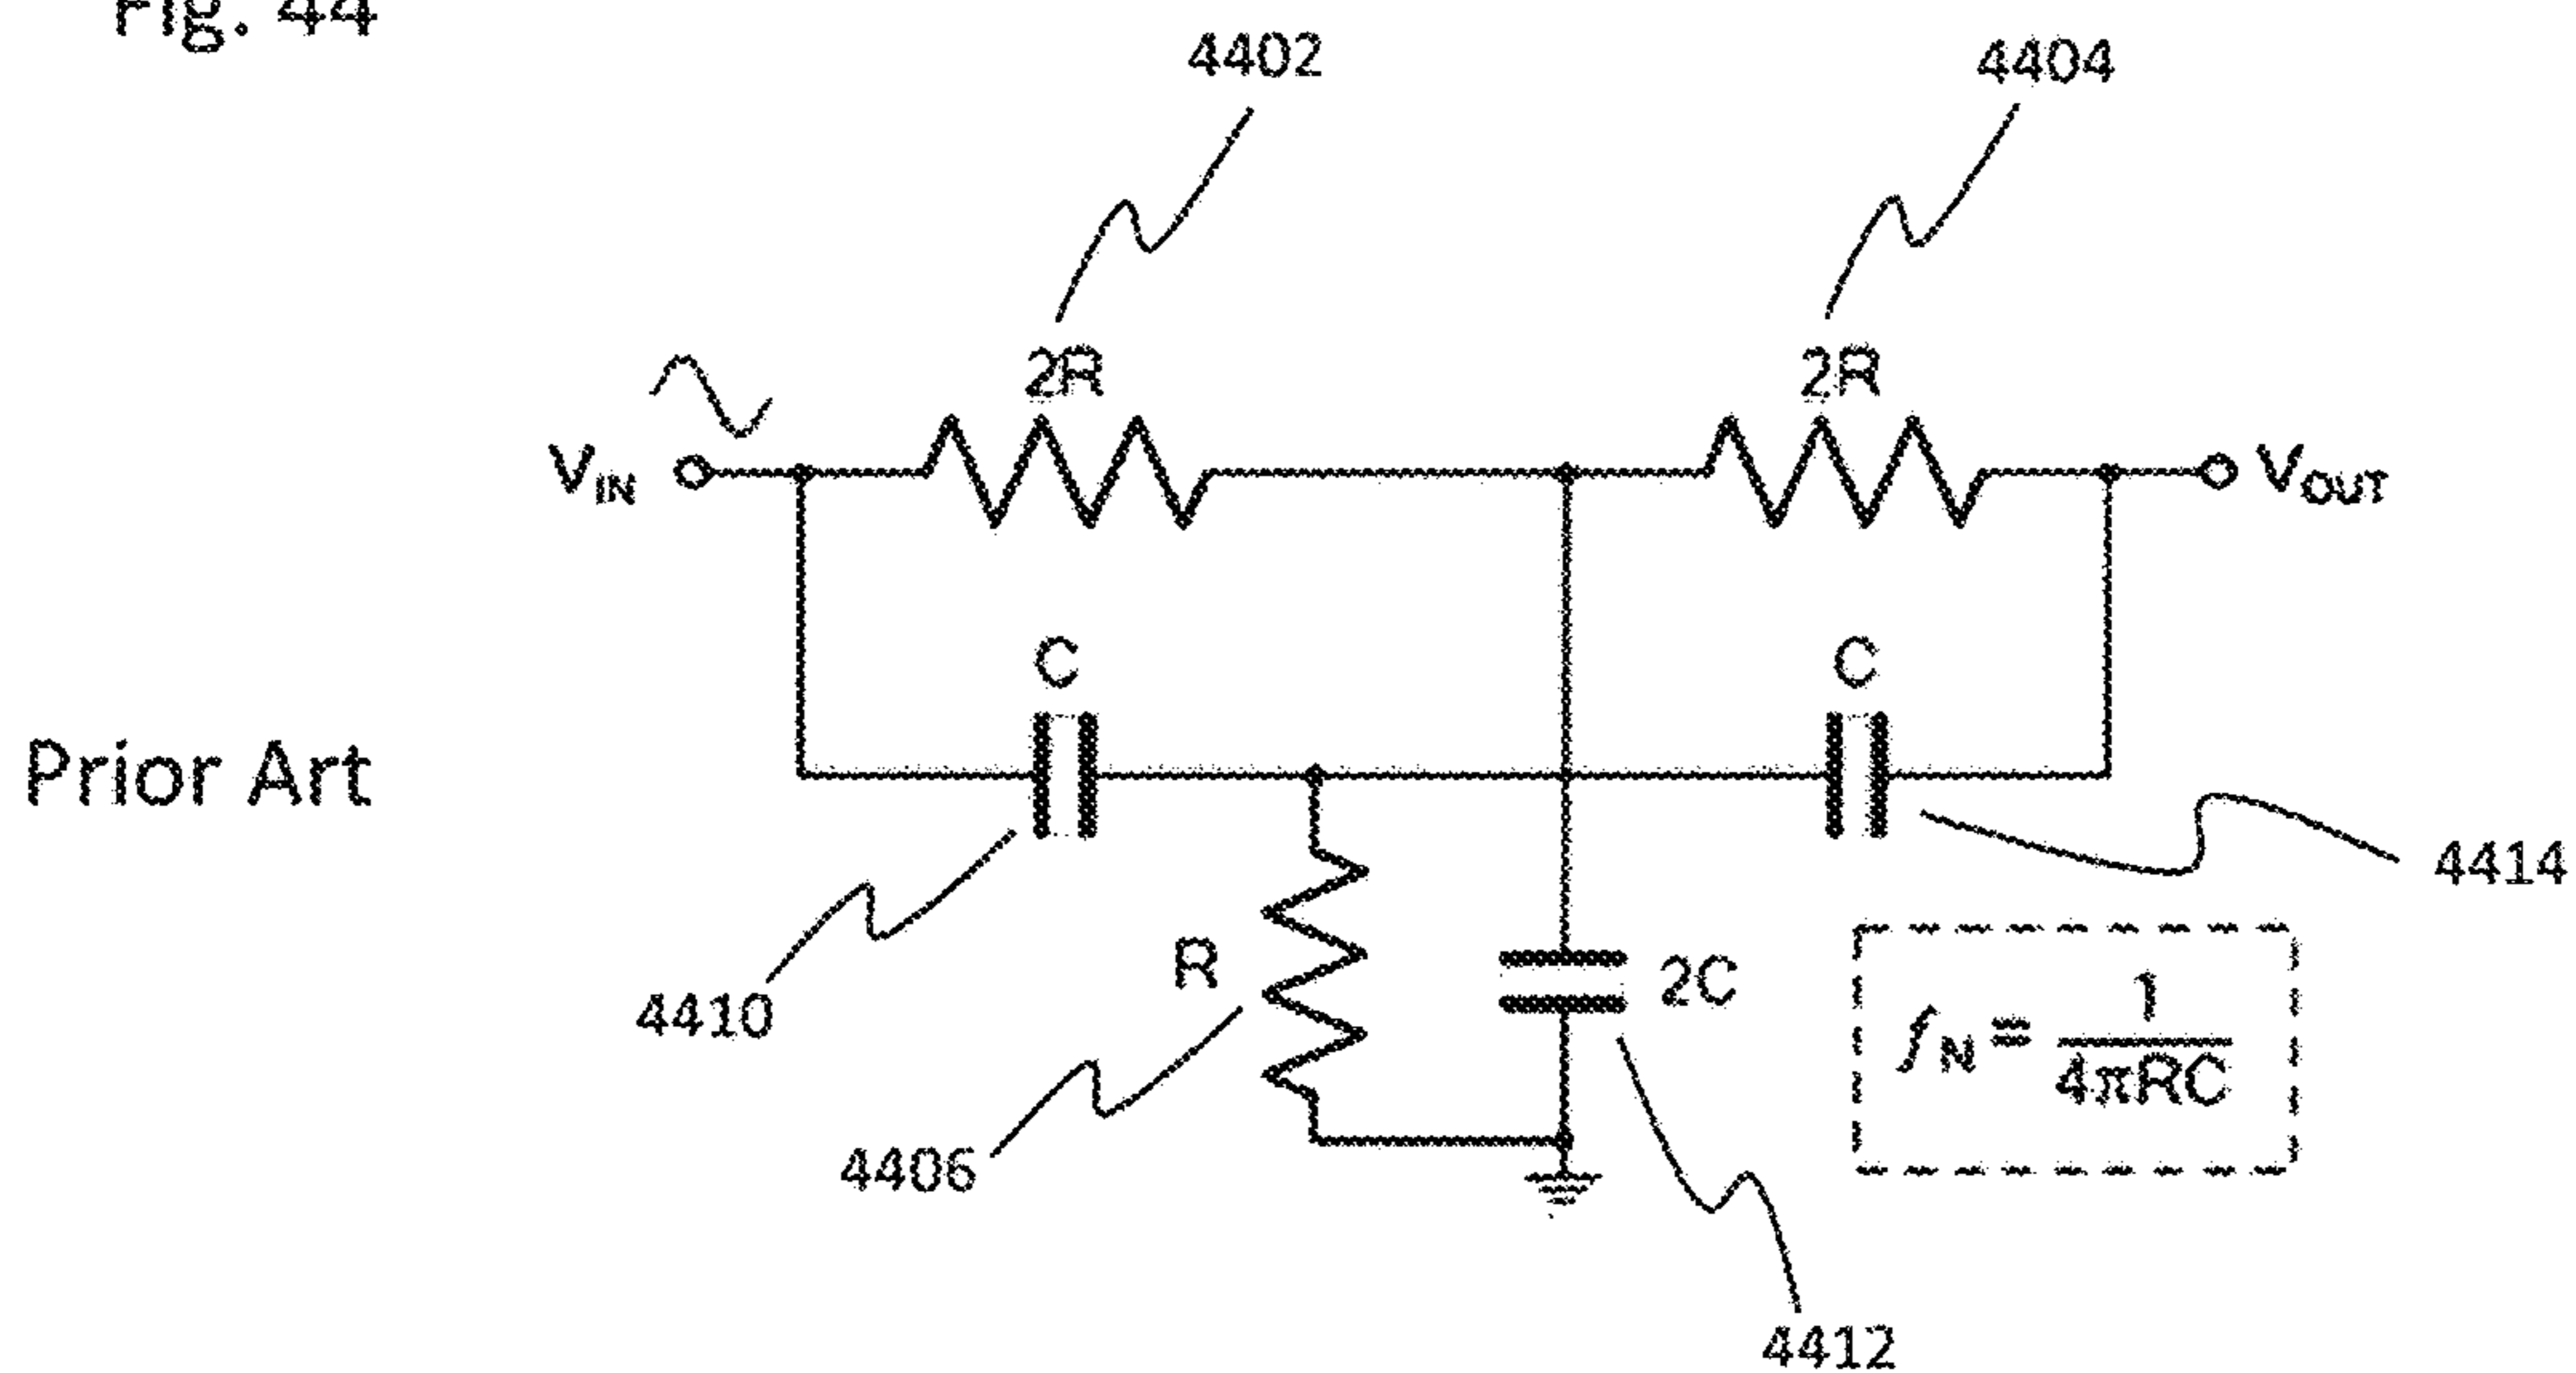 Fig. 44
4402
4404
2R
2R
VIN
VOUT
C
C
Prior Art
4414
4410
R
2C
fN = 1
4πRC
4406
4412